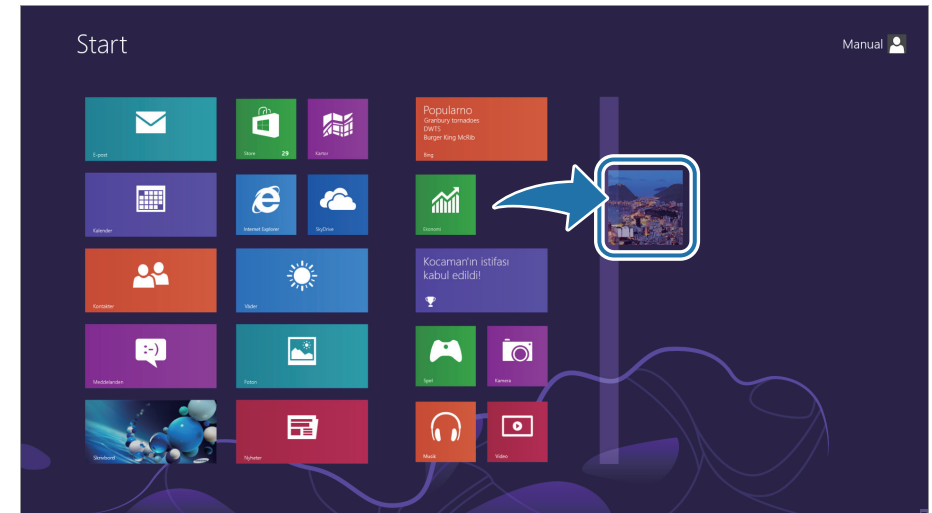 Start
Manual
E-post
Store 29
Kartor
Popularno
Granbury tornadoes
DWTS
Burger King McRib
Bing
Kalender
Internet Explorer
SkyDrive
Ekonomi
Kontakter
Väder
Kocaman'ın istifası
kabul edildi!
Meddelanden
Foton
Spel
Kamera
Skrivbord
Nyheter
Musik
Video